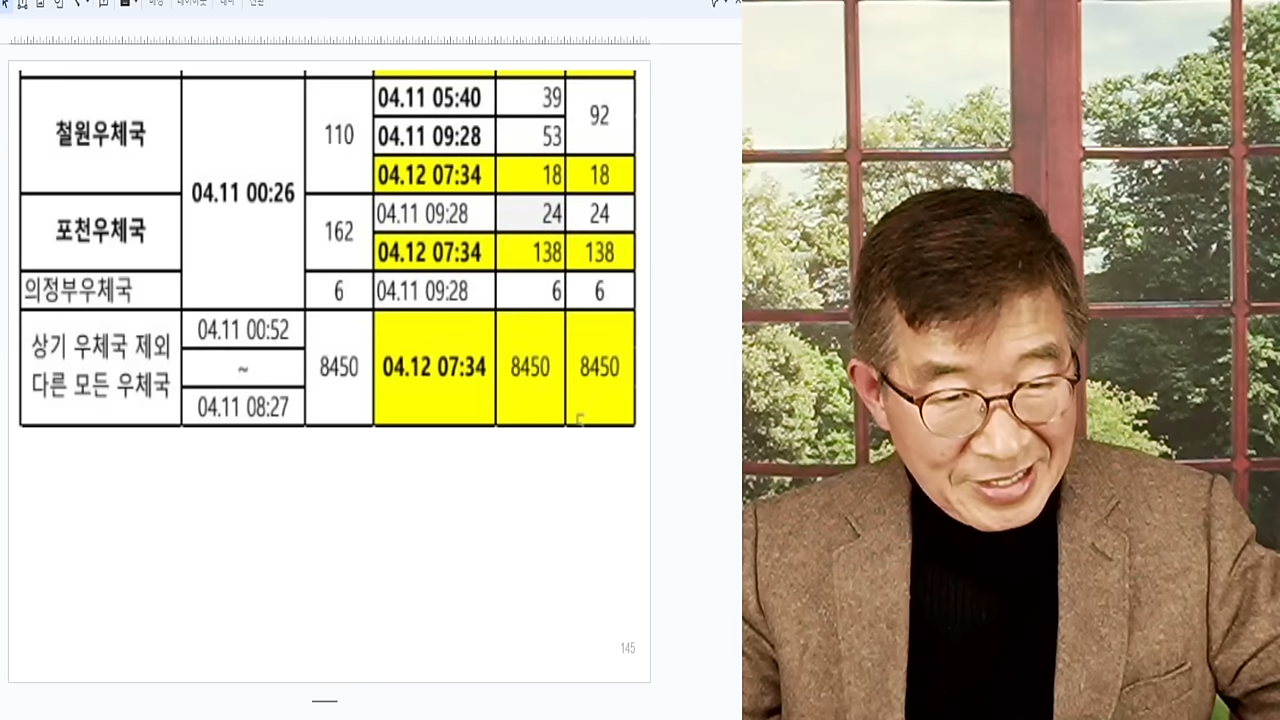 04.11 05:40 39
철원우체국 110 04.11 09:28 53 92
04.12 07:34 18 18
04.11 00:26
포천우체국 162 04.11 09:28 24 24
04.12 07:34 138 138
의정부우체국 6 04.11 09:28 6 6
상기 우체국 제외 04.11 00:52
다른 모든 우체국 ~ 8450 04.12 07:34 8450 8450
04.11 08:27
145